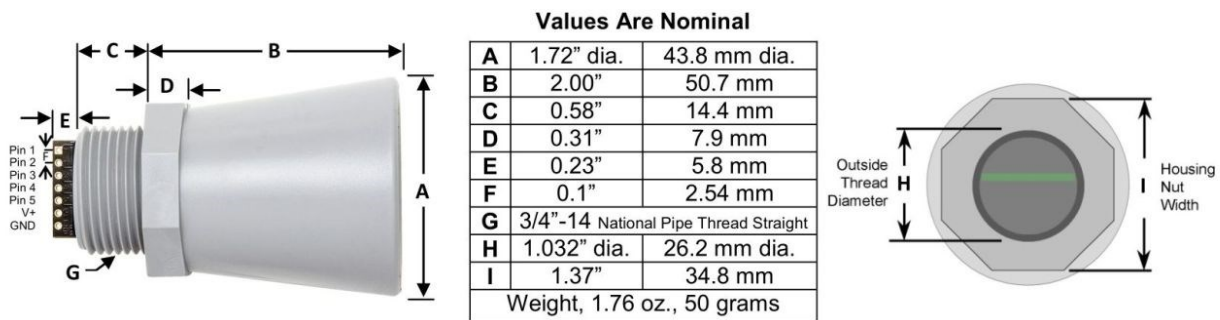 Values Are Nominal
C
B
D
E
F
Pin 1
Pin 2
Pin 3
Pin 4
Pin 5
V+
GND
A
G
A 1.72” dia. 43.8 mm dia.
B 2.00” 50.7 mm
C 0.58” 14.4 mm
D 0.31” 7.9 mm
E 0.23” 5.8 mm
F 0.1” 2.54 mm
G 3/4”-14 National Pipe Thread Straight
H 1.032” dia. 26.2 mm dia.
I 1.37” 34.8 mm
Weight, 1.76 oz., 50 grams
Outside
Thread
Diameter
H
I
Housing
Nut
Width